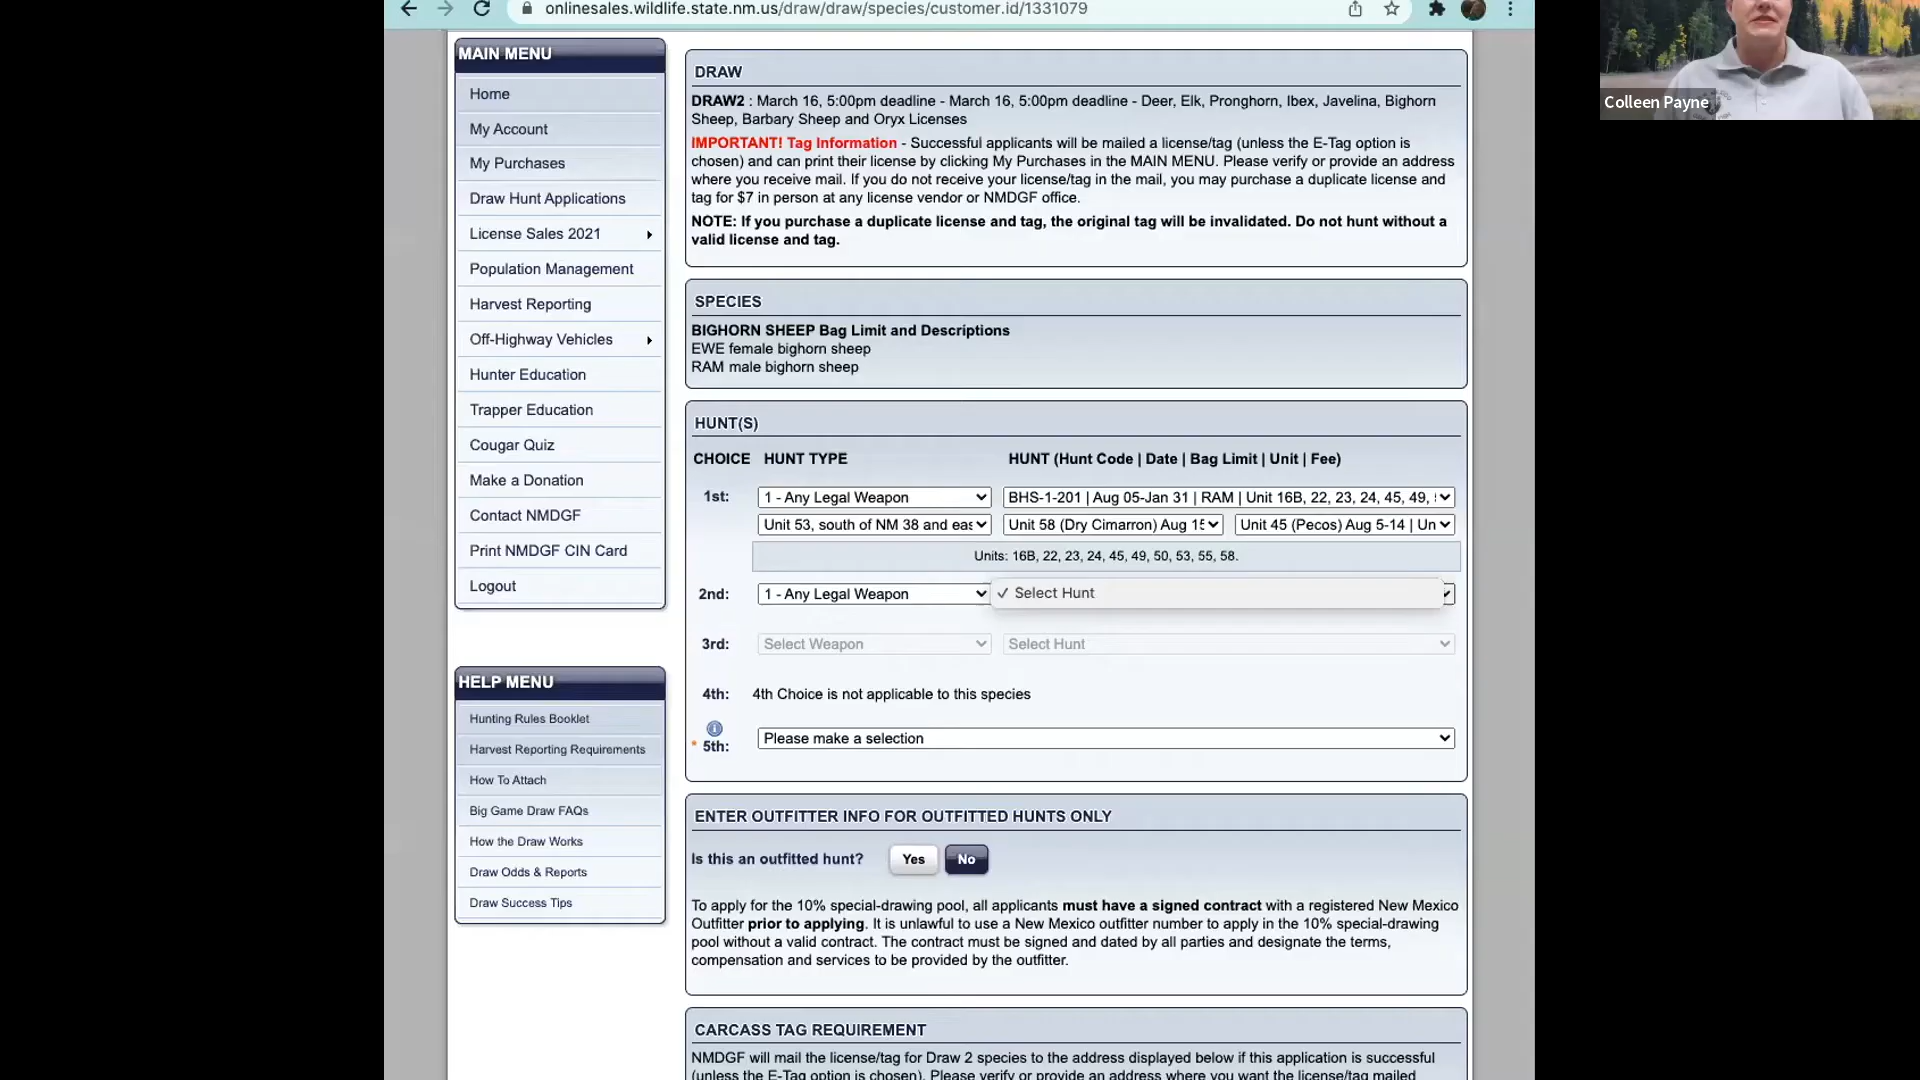 onlinesales.wildlife.state.nm.us/draw/draw/species/customer.id/1331079
Colleen Payne
MAIN MENU
Home
My Account
My Purchases
Draw Hunt Applications
License Sales 2021
Population Management
Harvest Reporting
Off-Highway Vehicles
Hunter Education
Trapper Education
Cougar Quiz
Make a Donation
Contact NMDGF
Print NMDGF CIN Card
Logout
HELP MENU
Hunting Rules Booklet
Harvest Reporting Requirements
How To Attach
Big Game Draw FAQs
How the Draw Works
Draw Odds & Reports
Draw Success Tips
DRAW
DRAW2 : March 16, 5:00pm deadline - March 16, 5:00pm deadline - Deer, Elk, Pronghorn, Ibex, Javelina, Bighorn
Sheep, Barbary Sheep and Oryx Licenses
IMPORTANT! Tag Information - Successful applicants will be mailed a license/tag (unless the E-Tag option is
chosen) and can print their license by clicking My Purchases in the MAIN MENU. Please verify or provide an address
where you receive mail. If you do not receive your license/tag in the mail, you may purchase a duplicate license and
tag for $7 in person at any license vendor or NMDGF office.
NOTE: If you purchase a duplicate license and tag, the original tag will be invalidated. Do not hunt without a
valid license and tag.
SPECIES
BIGHORN SHEEP Bag Limit and Descriptions
EWE female bighorn sheep
RAM male bighorn sheep
HUNT(S)
CHOICE HUNT TYPE HUNT (Hunt Code | Date | Bag Limit | Unit | Fee)
1st: 1 - Any Legal Weapon BHS-1-201 | Aug 05-Jan 31 | RAM | Unit 16B, 22, 23, 24, 45, 49,
Unit 53, south of NM 38 and eas Unit 58 (Dry Cimarron) Aug 15 Unit 45 (Pecos) Aug 5-14 | Un
Units: 16B, 22, 23, 24, 45, 49, 50, 53, 55, 58.
2nd: 1 - Any Legal Weapon ✓ Select Hunt
3rd: Select Weapon Select Hunt
4th: 4th Choice is not applicable to this species
* 5th: Please make a selection
ENTER OUTFITTER INFO FOR OUTFITTED HUNTS ONLY
Is this an outfitted hunt? Yes No
To apply for the 10% special-drawing pool, all applicants must have a signed contract with a registered New Mexico
Outfitter prior to applying. It is unlawful to use a New Mexico outfitter number to apply in the 10% special-drawing
pool without a valid contract. The contract must be signed and dated by all parties and designate the terms,
compensation and services to be provided by the outfitter.
CARCASS TAG REQUIREMENT
NMDGF will mail the license/tag for Draw 2 species to the address displayed below if this application is successful
(unless the E-Tag option is chosen). Please verify or provide an address where you want the license/tag mailed